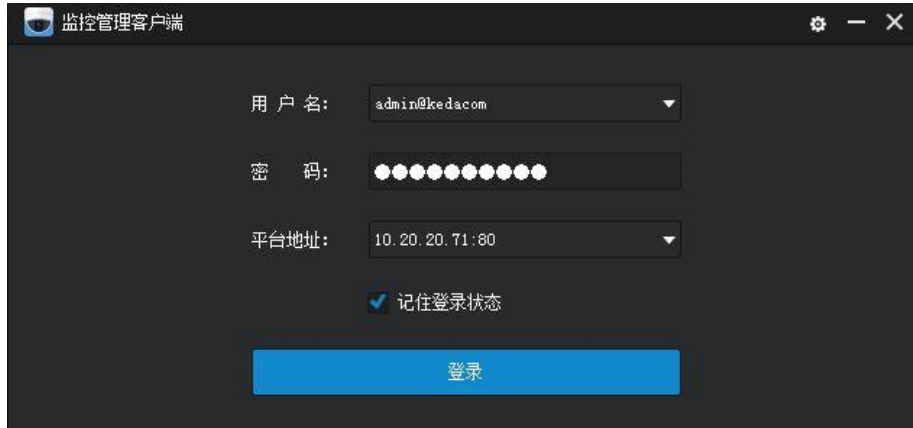 监控管理客户端
用 户 名: admin@kedacom
密 码: ●●●●●●●●●●
平台地址: 10.20.20.71:80
记住登录状态
登录